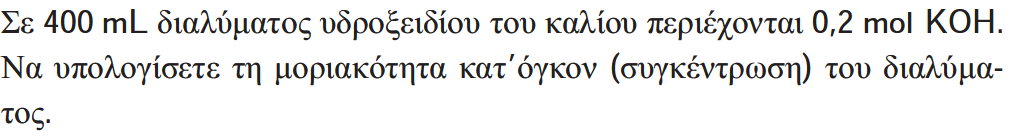 Σε 400 mL διαλύματος υδροξειδίου του καλίου περιέχονται 0,2 mol KOH.
Να υπολογίσετε τη μοριακότητα κατ΄όγκον (συγκέντρωση) του διαλύμα-
τος.